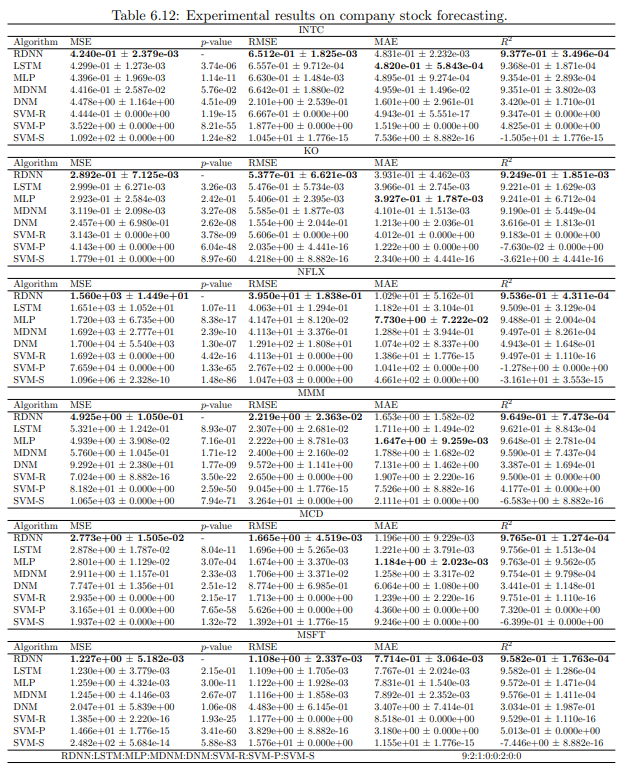 Table 6.12: Experimental results on company stock forecasting.
INTC
Algorithm MSE p-value RMSE MAE R²
RDNN 4.240e-01 ± 2.379e-03 - 6.512e-01 ± 1.825e-03 4.831e-01 ± 2.232e-03 9.377e-01 ± 3.496e-04
LSTM 4.299e-01 ± 1.273e-03 3.74e-06 6.557e-01 ± 9.712e-04 4.820e-01 ± 5.843e-04 9.368e-01 ± 1.871e-04
MLP 4.396e-01 ± 1.969e-03 1.14e-11 6.630e-01 ± 1.484e-03 4.895e-01 ± 9.274e-04 9.354e-01 ± 2.893e-04
MDNM 4.416e-01 ± 2.587e-02 5.76e-02 6.642e-01 ± 1.880e-02 4.959e-01 ± 1.496e-02 9.351e-01 ± 3.802e-03
DNM 4.478e+00 ± 1.164e+00 4.51e-09 2.101e+00 ± 2.539e-01 1.601e+00 ± 2.961e-01 3.420e-01 ± 1.710e-01
SVM-R 4.444e-01 ± 0.000e+00 1.19e-15 6.667e-01 ± 0.000e+00 4.943e-01 ± 5.551e-17 9.347e-01 ± 0.000e+00
SVM-P 3.522e+00 ± 0.000e+00 8.21e-55 1.877e+00 ± 0.000e+00 1.519e+00 ± 0.000e+00 4.825e-01 ± 0.000e+00
SVM-S 1.092e+02 ± 0.000e+00 1.24e-82 1.045e+01 ± 1.776e-15 7.536e+00 ± 8.882e-16 -1.505e+01 ± 1.776e-15
KO
Algorithm MSE p-value RMSE MAE R²
RDNN 2.892e-01 ± 7.125e-03 - 5.377e-01 ± 6.621e-03 3.931e-01 ± 4.462e-03 9.249e-01 ± 1.851e-03
LSTM 2.999e-01 ± 6.271e-03 3.26e-03 5.476e-01 ± 5.734e-03 3.966e-01 ± 2.745e-03 9.221e-01 ± 1.629e-03
MLP 2.923e-01 ± 2.584e-03 2.42e-01 5.406e-01 ± 2.395e-03 3.927e-01 ± 1.787e-03 9.241e-01 ± 6.712e-04
MDNM 3.119e-01 ± 2.098e-03 3.27e-08 5.585e-01 ± 1.877e-03 4.101e-01 ± 1.513e-03 9.190e-01 ± 5.449e-04
DNM 2.457e+00 ± 6.980e-01 2.62e-08 1.554e+00 ± 2.044e-01 1.213e+00 ± 2.036e-01 3.616e-01 ± 1.813e-01
SVM-R 3.143e-01 ± 0.000e+00 3.78e-09 5.606e-01 ± 0.000e+00 4.012e-01 ± 0.000e+00 9.183e-01 ± 0.000e+00
SVM-P 4.143e+00 ± 0.000e+00 6.04e-48 2.035e+00 ± 4.441e-16 1.222e+00 ± 0.000e+00 -7.630e-02 ± 0.000e+00
SVM-S 1.779e+01 ± 0.000e+00 8.97e-60 4.218e+00 ± 8.882e-16 2.340e+00 ± 4.441e-16 -3.621e+00 ± 4.441e-16
NFLX
Algorithm MSE p-value RMSE MAE R²
RDNN 1.560e+03 ± 1.449e+01 - 3.950e+01 ± 1.838e-01 1.029e+01 ± 5.162e-01 9.536e-01 ± 4.311e-04
LSTM 1.651e+03 ± 1.052e+01 1.07e-11 4.063e+01 ± 1.294e-01 1.182e+01 ± 3.104e-01 9.509e-01 ± 3.129e-04
MLP 1.720e+03 ± 6.735e+00 8.38e-17 4.147e+01 ± 8.120e-02 7.730e+00 ± 7.222e-02 9.488e-01 ± 2.004e-04
MDNM 1.692e+03 ± 2.777e+01 2.39e-10 4.113e+01 ± 3.376e-01 1.288e+01 ± 3.944e-01 9.497e-01 ± 8.261e-04
DNM 1.700e+04 ± 5.540e+03 1.30e-07 1.291e+02 ± 1.808e+01 1.074e+02 ± 8.337e+00 4.943e-01 ± 1.648e-01
SVM-R 1.692e+03 ± 0.000e+00 4.42e-16 4.113e+01 ± 0.000e+00 1.386e+01 ± 1.776e-15 9.497e-01 ± 1.110e-16
SVM-P 7.659e+04 ± 0.000e+00 1.33e-65 2.767e+02 ± 0.000e+00 1.041e+02 ± 0.000e+00 -1.278e+00 ± 0.000e+00
SVM-S 1.096e+06 ± 2.328e-10 1.48e-86 1.047e+03 ± 0.000e+00 4.661e+02 ± 0.000e+00 -3.161e+01 ± 3.553e-15
MMM
Algorithm MSE p-value RMSE MAE R²
RDNN 4.925e+00 ± 1.050e-01 - 2.219e+00 ± 2.363e-02 1.653e+00 ± 1.582e-02 9.649e-01 ± 7.473e-04
LSTM 5.321e+00 ± 1.242e-01 8.93e-07 2.307e+00 ± 2.681e-02 1.711e+00 ± 1.494e-02 9.621e-01 ± 8.843e-04
MLP 4.939e+00 ± 3.908e-02 7.16e-01 2.222e+00 ± 8.781e-03 1.647e+00 ± 9.259e-03 9.648e-01 ± 2.781e-04
MDNM 5.760e+00 ± 1.045e-01 1.71e-12 2.400e+00 ± 2.160e-02 1.788e+00 ± 1.682e-02 9.590e-01 ± 7.437e-04
DNM 9.292e+01 ± 2.380e+01 1.77e-09 9.572e+00 ± 1.141e+00 7.131e+00 ± 1.462e+00 3.387e-01 ± 1.694e-01
SVM-R 7.024e+00 ± 8.882e-16 3.50e-22 2.650e+00 ± 0.000e+00 1.907e+00 ± 2.220e-16 9.500e-01 ± 0.000e+00
SVM-P 8.182e+01 ± 0.000e+00 2.59e-50 9.045e+00 ± 1.776e-15 7.526e+00 ± 8.882e-16 4.177e-01 ± 0.000e+00
SVM-S 1.065e+03 ± 0.000e+00 7.94e-71 3.264e+01 ± 0.000e+00 2.111e+01 ± 0.000e+00 -6.583e+00 ± 8.882e-16
MCD
Algorithm MSE p-value RMSE MAE R²
RDNN 2.773e+00 ± 1.505e-02 - 1.665e+00 ± 4.519e-03 1.196e+00 ± 9.229e-03 9.765e-01 ± 1.274e-04
LSTM 2.878e+00 ± 1.787e-02 8.04e-11 1.696e+00 ± 5.265e-03 1.221e+00 ± 3.791e-03 9.756e-01 ± 1.513e-04
MLP 2.801e+00 ± 1.129e-02 3.07e-04 1.674e+00 ± 3.370e-03 1.184e+00 ± 2.023e-03 9.763e-01 ± 9.562e-05
MDNM 2.911e+00 ± 1.157e-01 2.33e-03 1.706e+00 ± 3.371e-02 1.258e+00 ± 3.317e-02 9.754e-01 ± 9.798e-04
DNM 7.747e+01 ± 1.356e+01 2.51e-12 8.774e+00 ± 6.985e-01 6.064e+00 ± 1.080e+00 3.441e-01 ± 1.148e-01
SVM-R 2.935e+00 ± 0.000e+00 2.15e-17 1.713e+00 ± 0.000e+00 1.239e+00 ± 2.220e-16 9.751e-01 ± 1.110e-16
SVM-P 3.165e+01 ± 0.000e+00 7.65e-58 5.626e+00 ± 0.000e+00 4.360e+00 ± 0.000e+00 7.320e-01 ± 0.000e+00
SVM-S 1.937e+02 ± 0.000e+00 1.32e-72 1.392e+01 ± 1.776e-15 9.246e+00 ± 0.000e+00 -6.399e-01 ± 0.000e+00
MSFT
Algorithm MSE p-value RMSE MAE R²
RDNN 1.227e+00 ± 5.182e-03 - 1.108e+00 ± 2.337e-03 7.714e-01 ± 3.064e-03 9.582e-01 ± 1.763e-04
LSTM 1.230e+00 ± 3.779e-03 2.15e-01 1.109e+00 ± 1.705e-03 7.767e-01 ± 2.024e-03 9.582e-01 ± 1.286e-04
MLP 1.259e+00 ± 4.324e-03 3.00e-11 1.122e+00 ± 1.928e-03 7.831e-01 ± 1.540e-03 9.572e-01 ± 1.471e-04
MDNM 1.245e+00 ± 4.146e-03 2.67e-07 1.116e+00 ± 1.858e-03 7.892e-01 ± 2.352e-03 9.576e-01 ± 1.411e-04
DNM 2.047e+01 ± 5.839e+00 1.06e-08 4.483e+00 ± 6.145e-01 3.407e+00 ± 7.414e-01 3.034e-01 ± 1.987e-01
SVM-R 1.385e+00 ± 2.220e-16 1.93e-25 1.177e+00 ± 0.000e+00 8.518e-01 ± 0.000e+00 9.529e-01 ± 1.110e-16
SVM-P 1.466e+01 ± 1.776e-15 3.41e-60 3.829e+00 ± 8.882e-16 3.180e+00 ± 0.000e+00 5.013e-01 ± 0.000e+00
SVM-S 2.482e+02 ± 5.684e-14 5.88e-83 1.576e+01 ± 0.000e+00 1.155e+01 ± 1.776e-15 -7.446e+00 ± 8.882e-16
RDNN:LSTM:MLP:MDNM:DNM:SVM-R:SVM-P:SVM-S 9:2:1:0:0:2:0:0